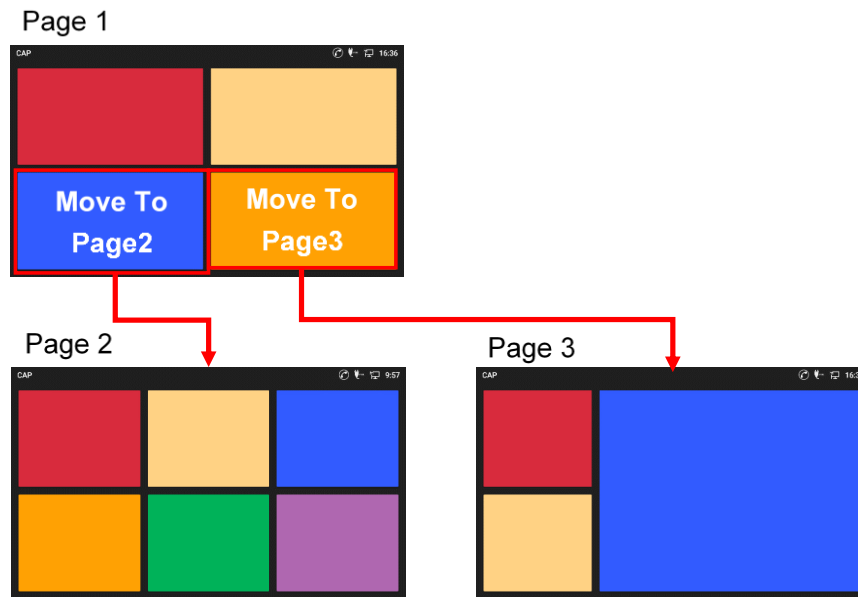 Page 1
CAP 16:36
Move To
Page2
Move To
Page3
Page 2
CAP 9:57
Page 3
CAP